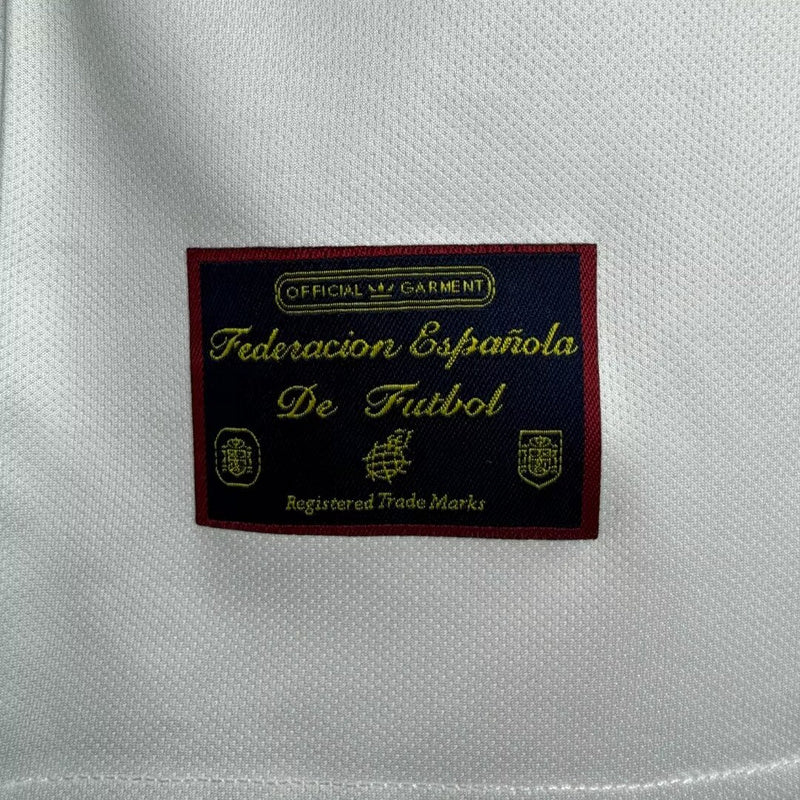 OFFICIAL GARMENT
Federacion Española
De Futbol
Registered Trade Marks